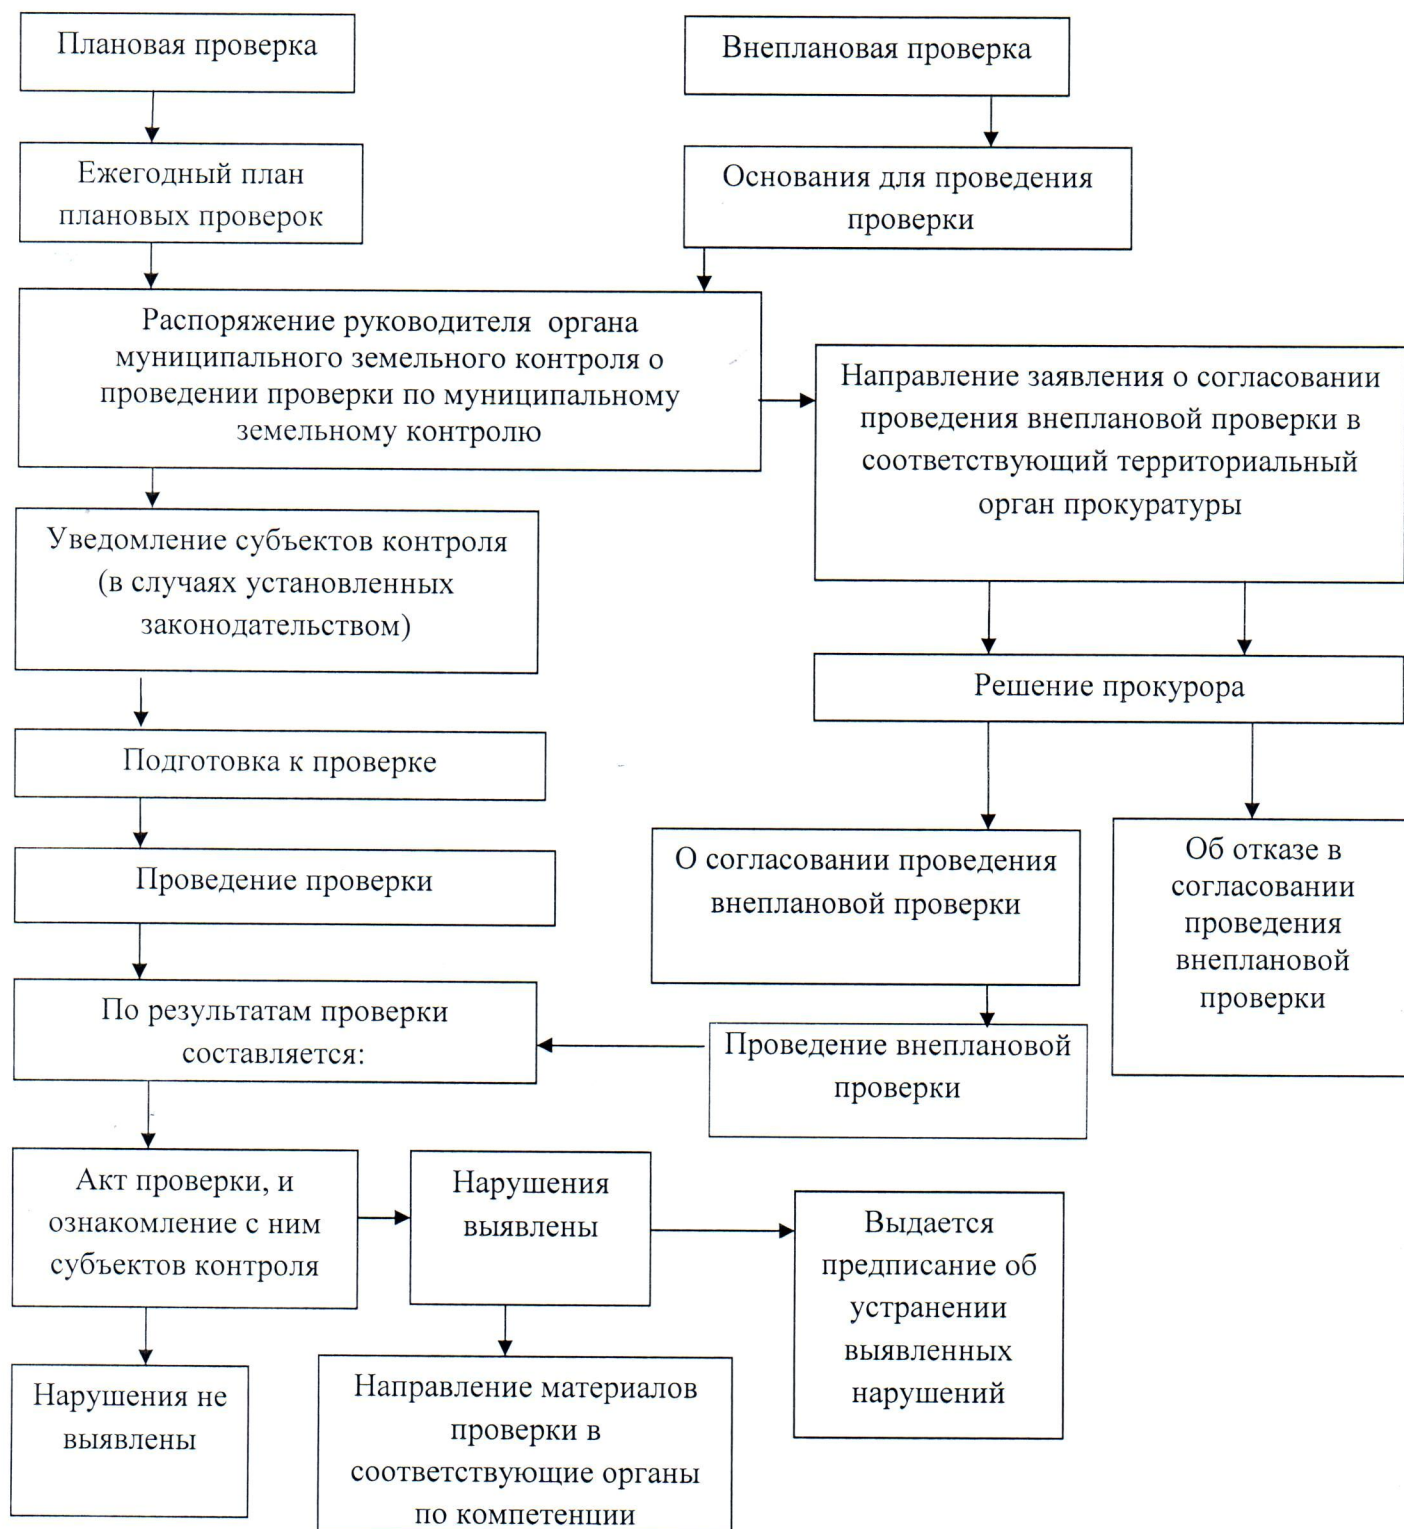 Плановая проверка
Внеплановая проверка
Ежегодный план
плановых проверок
Основания для проведения
проверки
Распоряжение руководителя органа
муниципального земельного контроля о
проведении проверки по муниципальному
земельному контролю
Направление заявления о согласовании
проведения внеплановой проверки в
соответствующий территориальный
орган прокуратуры
Уведомление субъектов контроля
(в случаях установленных
законодательством)
Решение прокурора
Подготовка к проверке
Проведение проверки
О согласовании проведения
внеплановой проверки
Об отказе в
согласовании
проведения
внеплановой
проверки
По результатам проверки
составляется:
Проведение внеплановой
проверки
Акт проверки, и
ознакомление с ним
субъектов контроля
Нарушения
выявлены
Выдается
предписание об
устранении
выявленных
нарушений
Нарушения не
выявлены
Направление материалов
проверки в
соответствующие органы
по компетенции